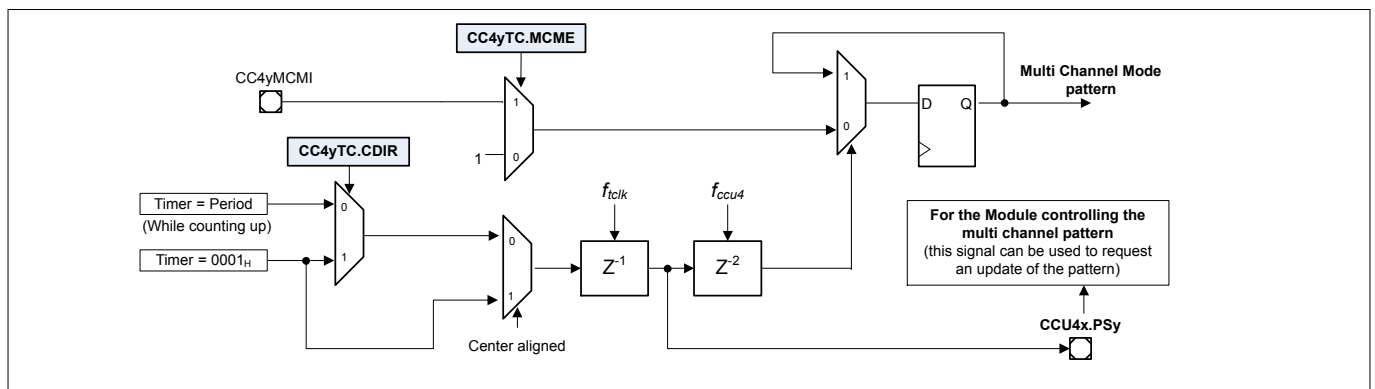 CC4yTC.MCME
CC4yMCMI
1
0
1
CC4yTC.CDIR
Timer = Period
(While counting up)
Timer = 0001H
0
1
0
1
Center aligned
ftclk
Z-1
fccu4
Z-2
1
0
D Q
Multi Channel Mode
pattern
For the Module controlling the
multi channel pattern
(this signal can be used to request
an update of the pattern)
CCU4x.PSy